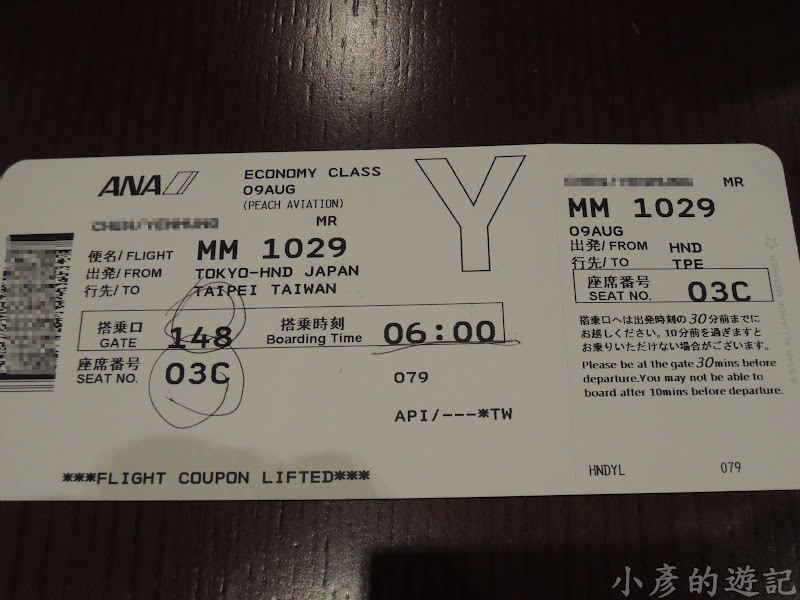 ANA
ECONOMY CLASS
09AUG
(PEACH AVIATION)
Y
MR
便名/FLIGHT MM 1029
出発/FROM TOKYO-HND JAPAN
行先/TO TAIPEI TAIWAN
搭乗口 GATE 148 搭乗時刻 Boarding Time 06:00
座席番号 SEAT NO. 03C
079
API/---*TW
***FLIGHT COUPON LIFTED***
MR
MM 1029
09AUG
出発/FROM HND
行先/TO TPE
座席番号 SEAT NO. 03C
搭乗口へは出発時刻の30分前までに
お越しください。10分前を過ぎますと
お乗りいただけない場合がございます。
Please be at the gate 30mins before
departure.You may not be able to
board after 10mins before departure.
HNDYL 079
A STAR ALLIANCE MEMBER
小彥的遊記